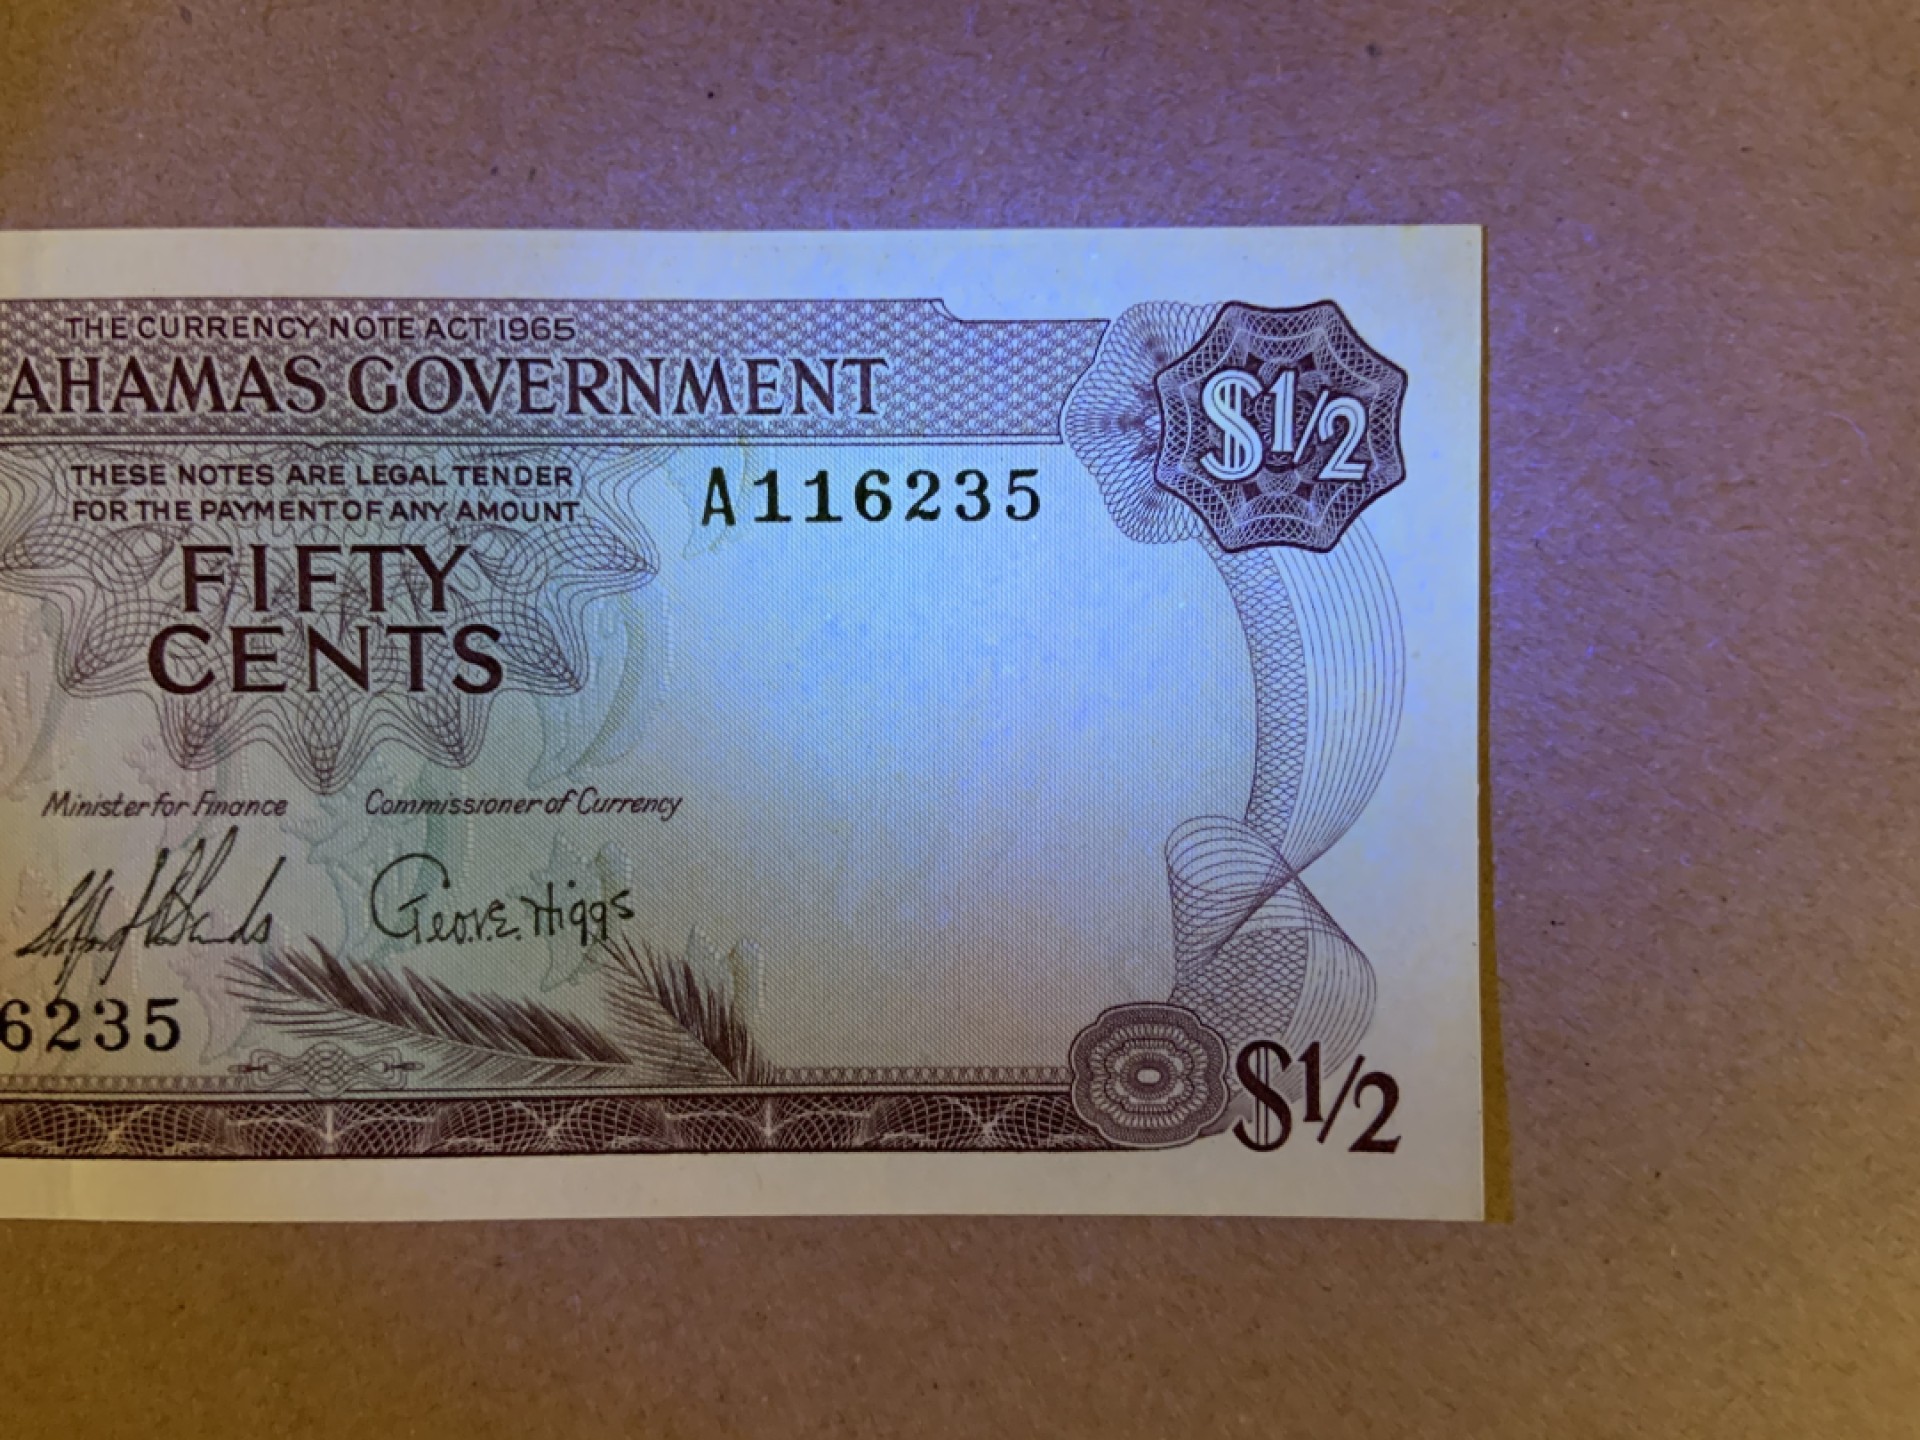 THE CURRENCY NOTE ACT 1965
AHAMAS GOVERNMENT
$1/2
THESE NOTES ARE LEGAL TENDER
FOR THE PAYMENT OF ANY AMOUNT.
A116235
FIFTY
CENTS
Minister for Finance Commissioner of Currency
Geo. E. Higgs
6235
$1/2